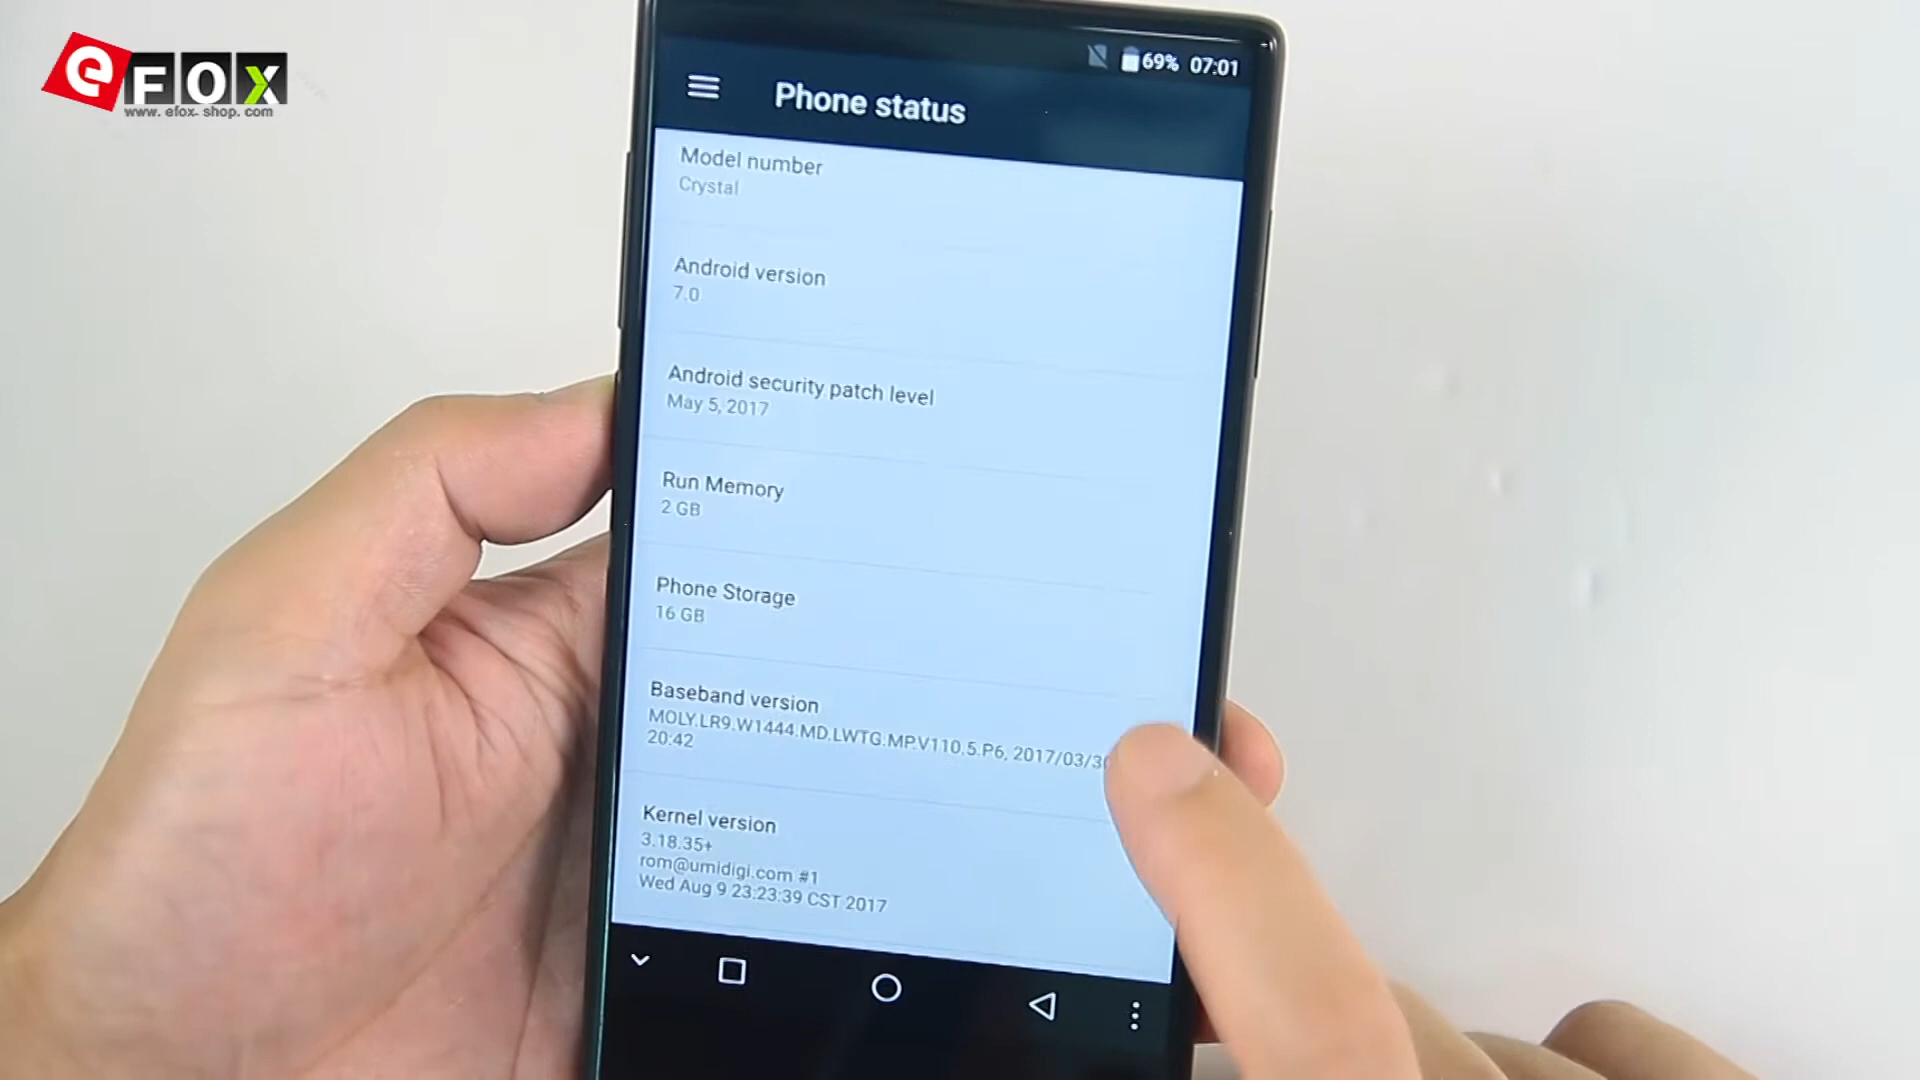 eFOX
www. efox- shop. com
69% 07:01
Phone status
Model number
Crystal
Android version
7.0
Android security patch level
May 5, 2017
Run Memory
2 GB
Phone Storage
16 GB
Baseband version
MOLY.LR9.W1444.MD.LWTG.MP.V110.5.P6, 2017/03/30
20:42
Kernel version
3.18.35+
rom@umidigi.com #1
Wed Aug 9 23:23:39 CST 2017